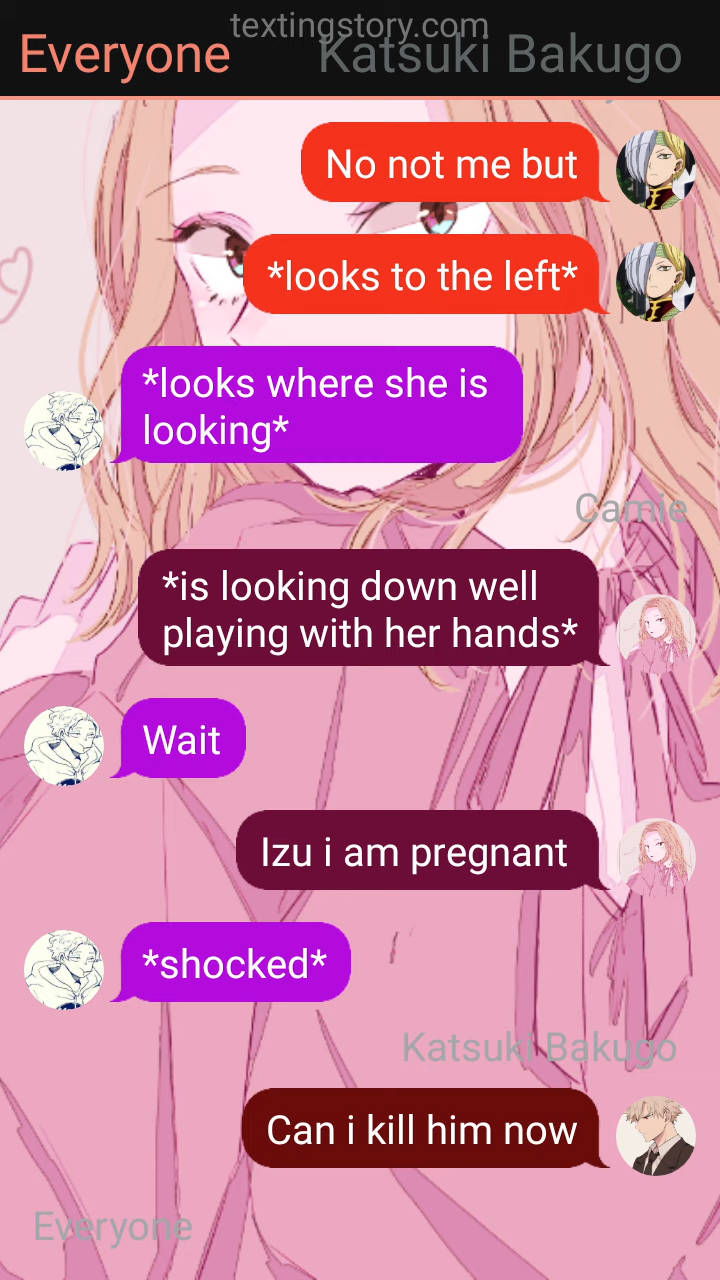 textingstory.com
Everyone
Katsuki Bakugo
No not me but
*looks to the left*
*looks where she is
looking*
Camie
*is looking down well
playing with her hands*
Wait
Izu i am pregnant
*shocked*
Katsuki Bakugo
Can i kill him now
Everyone